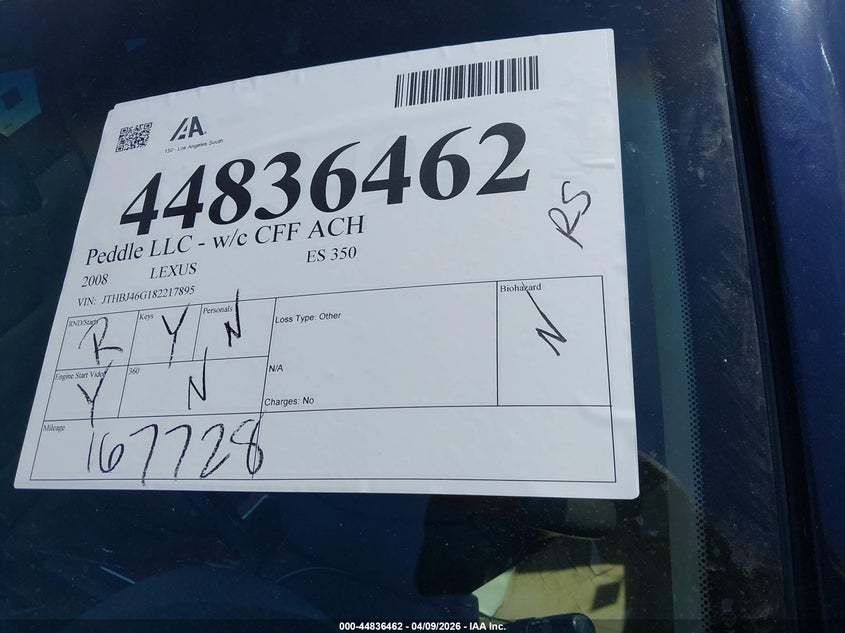 IAA.
130 - Los Angeles South
44836462
Peddle LLC - w/c CFF ACH
2008 LEXUS ES 350
VIN: JTHBJ46G182217895
RS
RND/Starts R Keys Y Personals N
Loss Type: Other
Biohazard N
Engine Start Video Y 360 N
N/A
Charges: No
Mileage
167728
000-44836462 - 04/09/2026 - IAA Inc.